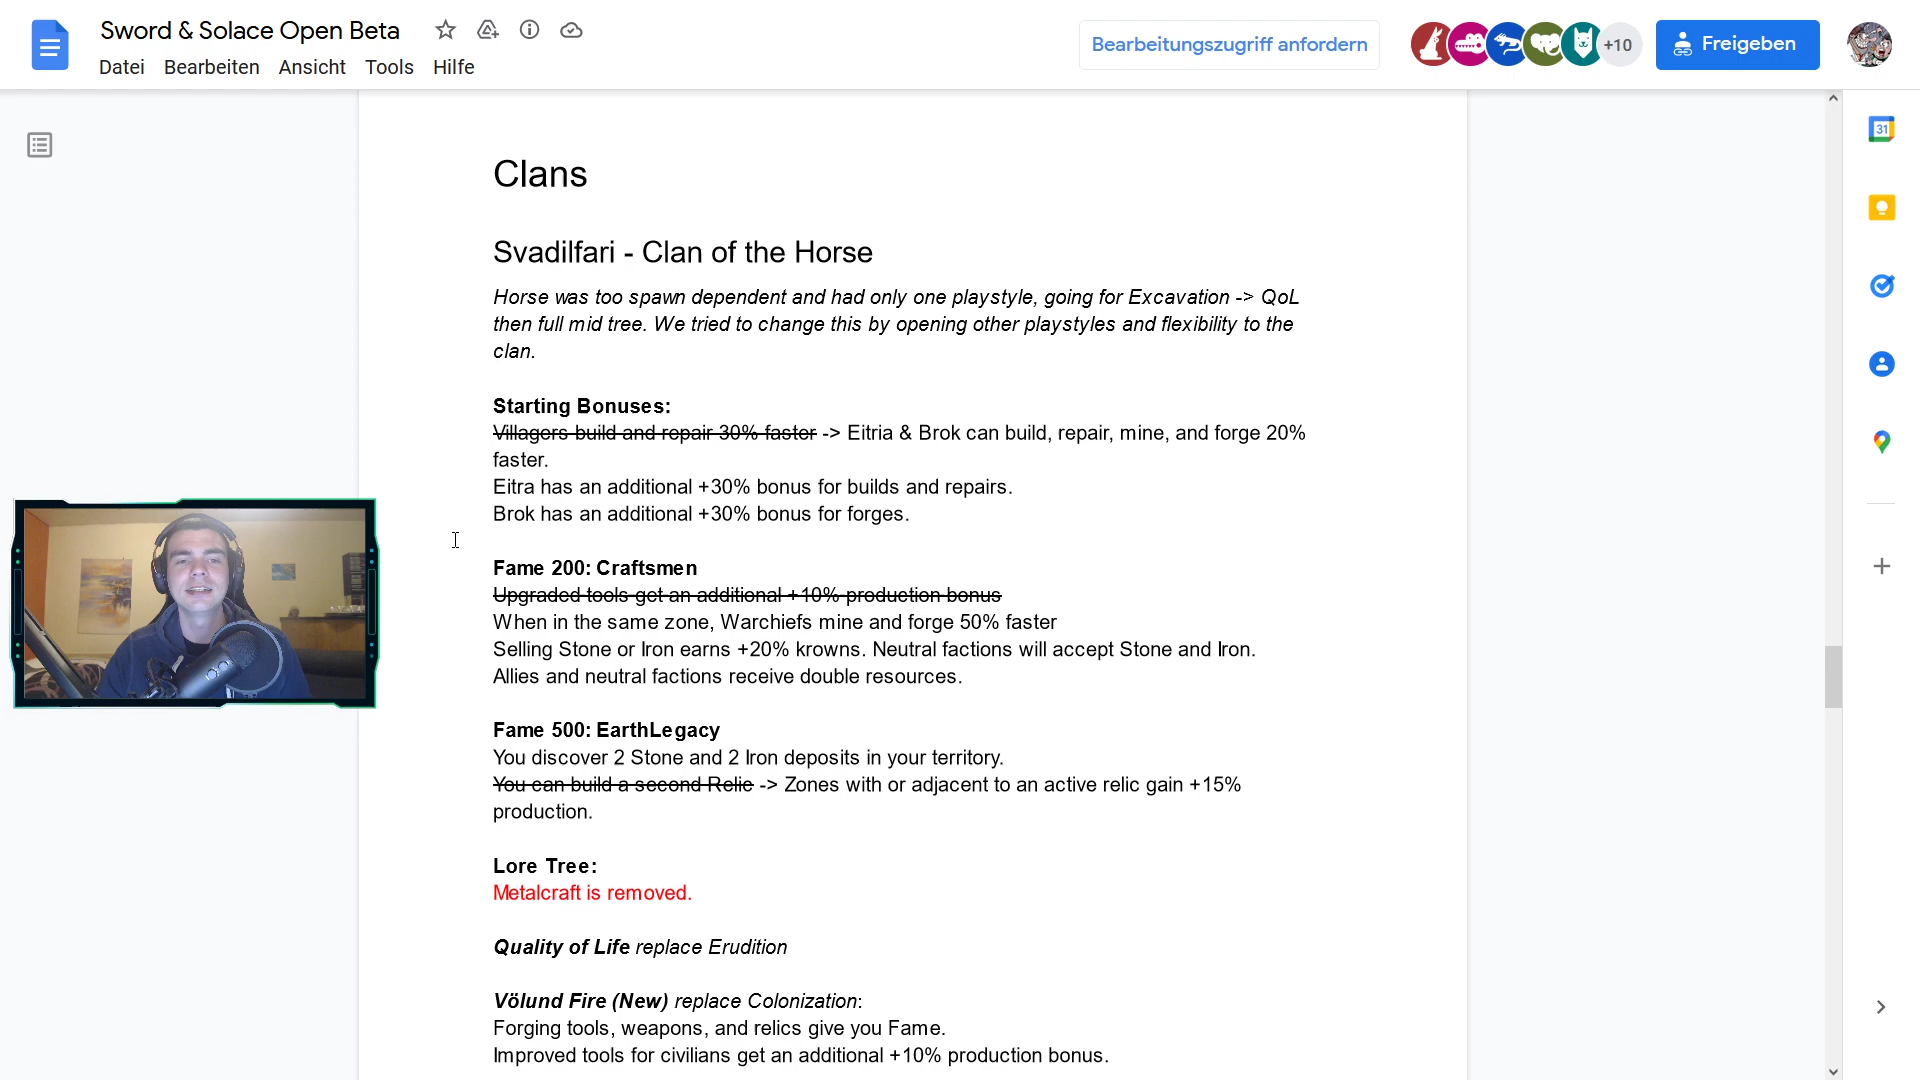 Sword & Solace Open Beta
Datei Bearbeiten Ansicht Tools Hilfe
Bearbeitungszugriff anfordern
+10
Freigeben
31
Clans
Svadilfari - Clan of the Horse
Horse was too spawn dependent and had only one playstyle, going for Excavation -> QoL
then full mid tree. We tried to change this by opening other playstyles and flexibility to the
clan.
Starting Bonuses:
Villagers build and repair 30% faster -> Eitria & Brok can build, repair, mine, and forge 20%
faster.
Eitra has an additional +30% bonus for builds and repairs.
Brok has an additional +30% bonus for forges.
Fame 200: Craftsmen
Upgraded tools get an additional +10% production bonus
When in the same zone, Warchiefs mine and forge 50% faster
Selling Stone or Iron earns +20% krowns. Neutral factions will accept Stone and Iron.
Allies and neutral factions receive double resources.
Fame 500: EarthLegacy
You discover 2 Stone and 2 Iron deposits in your territory.
You can build a second Relic -> Zones with or adjacent to an active relic gain +15%
production.
Lore Tree:
Metalcraft is removed.
Quality of Life replace Erudition
Völund Fire (New) replace Colonization:
Forging tools, weapons, and relics give you Fame.
Improved tools for civilians get an additional +10% production bonus.